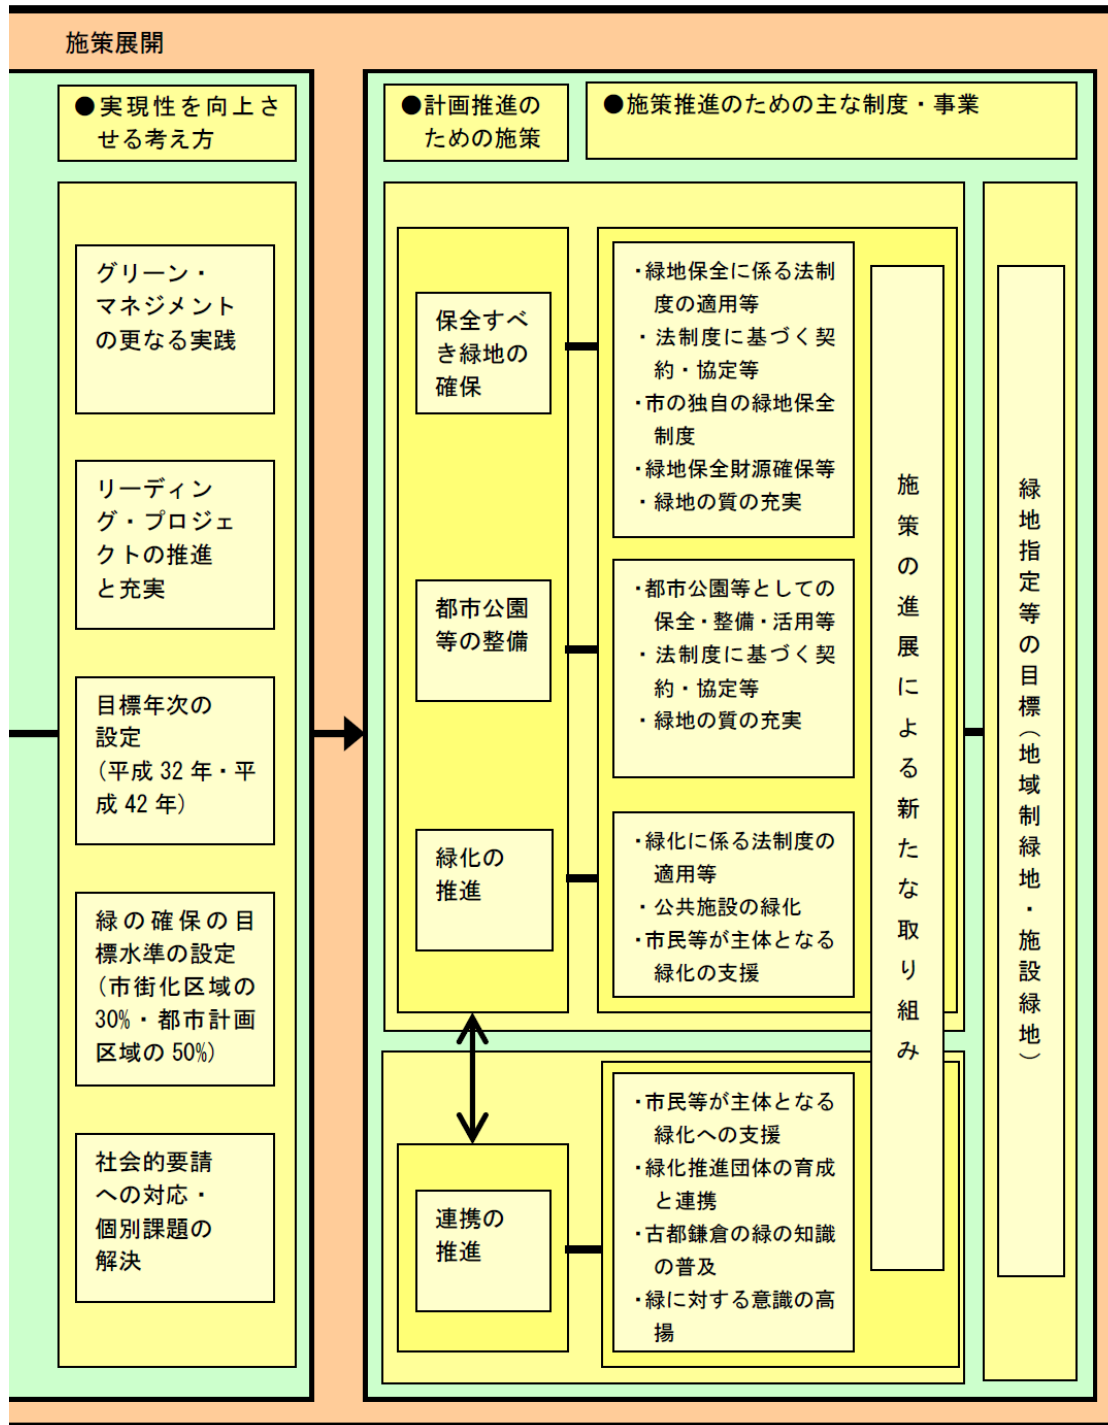 施策展開
●実現性を向上さ
せる考え方
グリーン・
マネジメント
の更なる実践
リーディン
グ・プロジェ
クトの推進
と充実
目標年次の
設定
(平成32年・平
成42年)
緑の確保の目
標水準の設定
(市街化区域の
30%・都市計画
区域の50%)
社会的要請
への対応・
個別課題の
解決
●計画推進の
ための施策
●施策推進のための主な制度・事業
保全すべ
き緑地の
確保
・緑地保全に係る法制
度の適用等
・法制度に基づく契
約・協定等
・市の独自の緑地保全
制度
・緑地保全財源確保等
・緑地の質の充実
都市公園
等の整備
・都市公園等としての
保全・整備・活用等
・法制度に基づく契
約・協定等
・緑地の質の充実
緑化の
推進
・緑化に係る法制度の
適用等
・公共施設の緑化
・市民等が主体となる
緑化の支援
連携の
推進
・市民等が主体となる
緑化への支援
・緑化推進団体の育成
と連携
・古都鎌倉の緑の知識
の普及
・緑に対する意識の高
揚
施策の進展による新たな取り組み
緑地指定等の目標(地域制緑地・施設緑地)